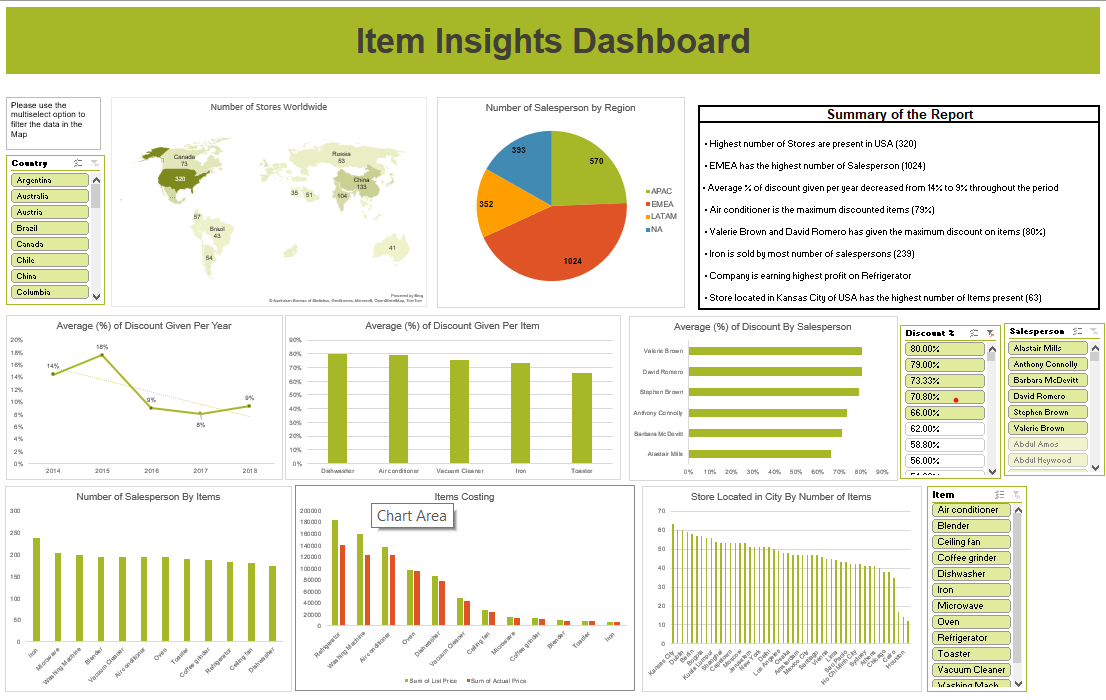 Item Insights Dashboard
Please use the
multiselect option to
filter the data in the
Map
Country
Argentina
Australia
Austria
Brazil
Canada
Chile
China
Columbia
Number of Stores Worldwide
Canada
73
320
Russia
53
China
133
104
35
51
57
Brazil
43
54
41
Powered by Bing
© Australian Bureau of Statistics, GeoNames, Microsoft, OpenStreetMap, TomTom
Number of Salesperson by Region
393
570
352
1024
APAC
EMEA
LATAM
NA
Summary of the Report
• Highest number of Stores are present in USA (320)
• EMEA has the highest number of Salesperson (1024)
• Average % of discount given per year decreased from 14% to 9% throughout the period
• Air conditioner is the maximum discounted items (79%)
• Valerie Brown and David Romero has given the maximum discount on items (80%)
• Iron is sold by most number of salespersons (239)
• Company is earning highest profit on Refrigerator
• Store located in Kansas City of USA has the highest number of Items present (63)
Average (%) of Discount Given Per Year
20%
18%
16%
14%
12%
10%
8%
6%
4%
2%
0%
14%
18%
9%
8%
9%
2014 2015 2016 2017 2018
Average (%) of Discount Given Per Item
90%
80%
70%
60%
50%
40%
30%
20%
10%
0%
Dishwasher Air conditioner Vacuum Cleaner Iron Toaster
Average (%) of Discount By Salesperson
Valerie Brown
David Romero
Stephen Brown
Anthony Connolly
Barbara McDevitt
Alastair Mills
0% 10% 20% 30% 40% 50% 60% 70% 80% 90%
Discount %
80.00%
79.00%
73.33%
70.80%
66.00%
62.00%
58.80%
56.00%
Salesperson
Alastair Mills
Anthony Connolly
Barbara McDevitt
David Romero
Stephen Brown
Valerie Brown
Abdul Amos
Abdul Heywood
Number of Salesperson By Items
300
250
200
150
100
50
0
Iron
Microwave
Washing Machine
Blender
Vacuum Cleaner
Air conditioner
Oven
Toaster
Coffee grinder
Refrigerator
Ceiling fan
Dishwasher
Items Costing
Chart Area
200000
180000
160000
140000
120000
100000
80000
60000
40000
20000
0
Refrigerator
Washing Machine
Air conditioner
Oven
Dishwasher
Vacuum Cleaner
Ceiling fan
Microwave
Coffee grinder
Blender
Toaster
Iron
Sum of List Price Sum of Actual Price
Store Located in City By Number of Items
70
60
50
40
30
20
10
0
Kansas City
Dublin
Berlin
Bogota
Kuala Lumpur
Shanghai
Capetown
Moscow
Jerusalem
New York
Delhi
Los Angeles
Osaka
Amsterdam
Mexico City
Santiago
Vienna
Lima
Sao Paulo
Ho Chi Minh City
Sydney
Athens
Chicago
Cairo
Houston
Item
Air conditioner
Blender
Ceiling fan
Coffee grinder
Dishwasher
Iron
Microwave
Oven
Refrigerator
Toaster
Vacuum Cleaner
Washing Mach